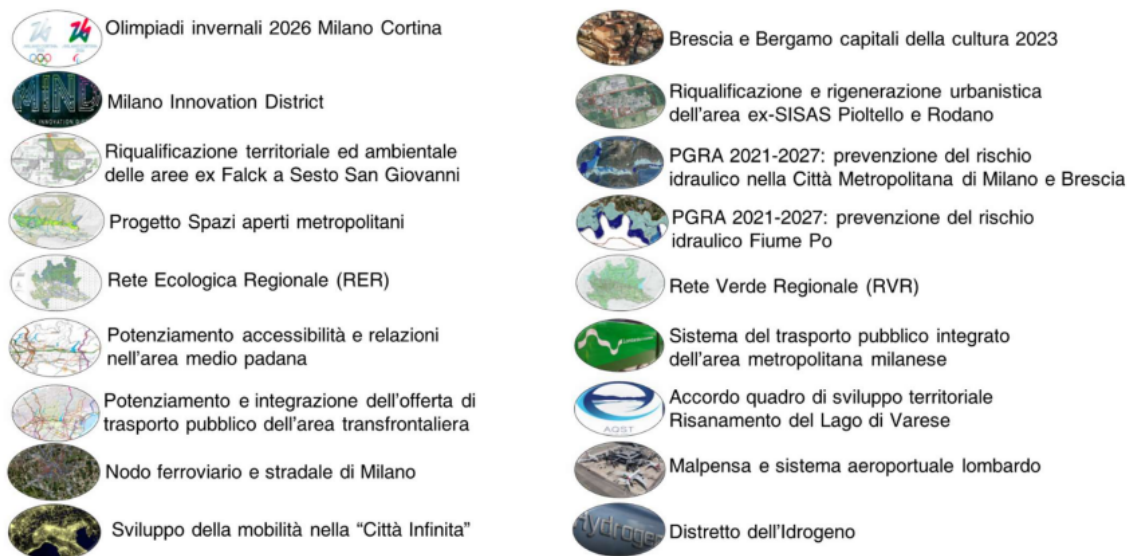 Olimpiadi invernali 2026 Milano Cortina
MIND
Milano Innovation District
Riqualificazione territoriale ed ambientale
delle aree ex Falck a Sesto San Giovanni
Progetto Spazi aperti metropolitani
Rete Ecologica Regionale (RER)
Potenziamento accessibilità e relazioni
nell'area medio padana
Potenziamento e integrazione dell'offerta di
trasporto pubblico dell'area transfrontaliera
Nodo ferroviario e stradale di Milano
Sviluppo della mobilità nella “Città Infinita”
Brescia e Bergamo capitali della cultura 2023
Riqualificazione e rigenerazione urbanistica
dell'area ex-SISAS Pioltello e Rodano
PGRA 2021-2027: prevenzione del rischio
idraulico nella Città Metropolitana di Milano e Brescia
PGRA 2021-2027: prevenzione del rischio
idraulico Fiume Po
Rete Verde Regionale (RVR)
Sistema del trasporto pubblico integrato
dell'area metropolitana milanese
AQST
Accordo quadro di sviluppo territoriale
Risanamento del Lago di Varese
Malpensa e sistema aeroportuale lombardo
Hydrogen
Distretto dell'Idrogeno